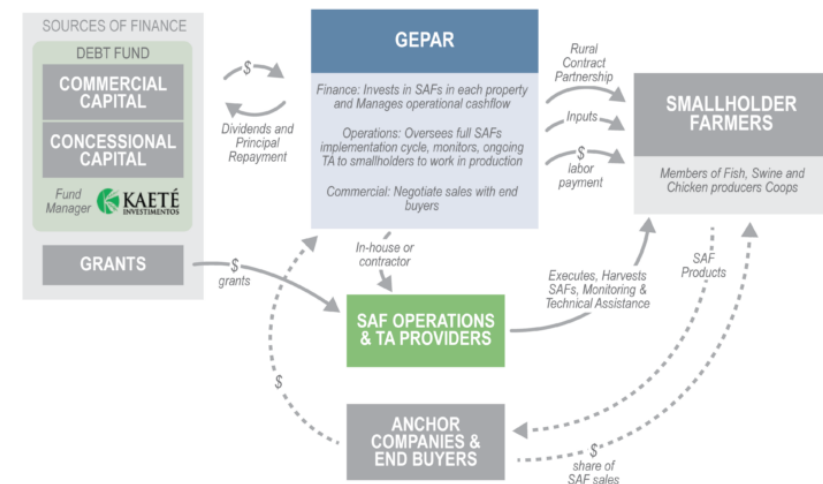 SOURCES OF FINANCE
DEBT FUND
COMMERCIAL
CAPITAL
CONCESSIONAL
CAPITAL
Fund
Manager
KAETÉ
INVESTIMENTOS
GRANTS
$
Dividends and
Principal
Repayment
$
grants
GEPAR
Finance: Invests in SAFs in each property
and Manages operational cashflow
Operations: Oversees full SAFs
implementation cycle, monitors, ongoing
TA to smallholders to work in production
Commercial: Negotiate sales with end
buyers
In-house or
contractor
SAF OPERATIONS
& TA PROVIDERS
$
ANCHOR
COMPANIES &
END BUYERS
Rural
Contract
Partnership
Inputs
$
labor
payment
SMALLHOLDER
FARMERS
Members of Fish, Swine and
Chicken producers Coops
Executes, Harvests
SAFs, Monitoring &
Technical Assistance
SAF
Products
$
share of
SAF sales